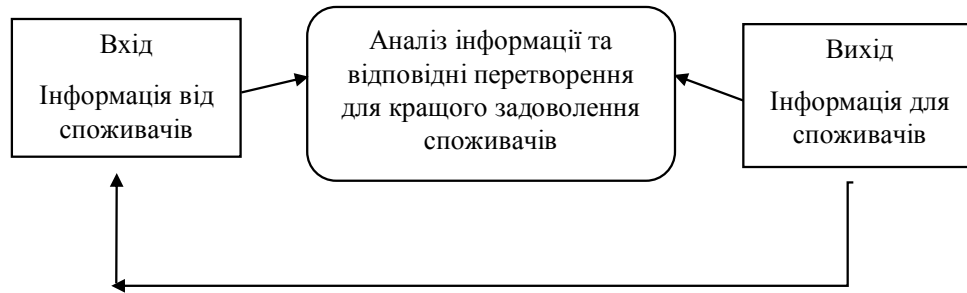 Вхід
Інформація від
споживачів
Аналіз інформації та
відповідні перетворення
для кращого задоволення
споживачів
Вихід
Інформація для
споживачів